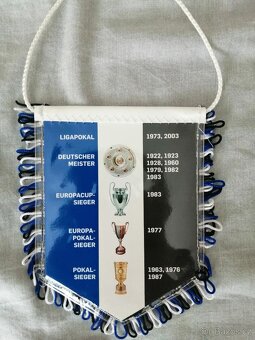 LIGAPOKAL 1973, 2003
DEUTSCHER 1922, 1923
MEISTER 1928, 1960
1979, 1982
1983
EUROPACUP- 1983
SIEGER
EUROPA- 1977
POKAL-
SIEGER
POKAL- 1963, 1976
SIEGER 1987